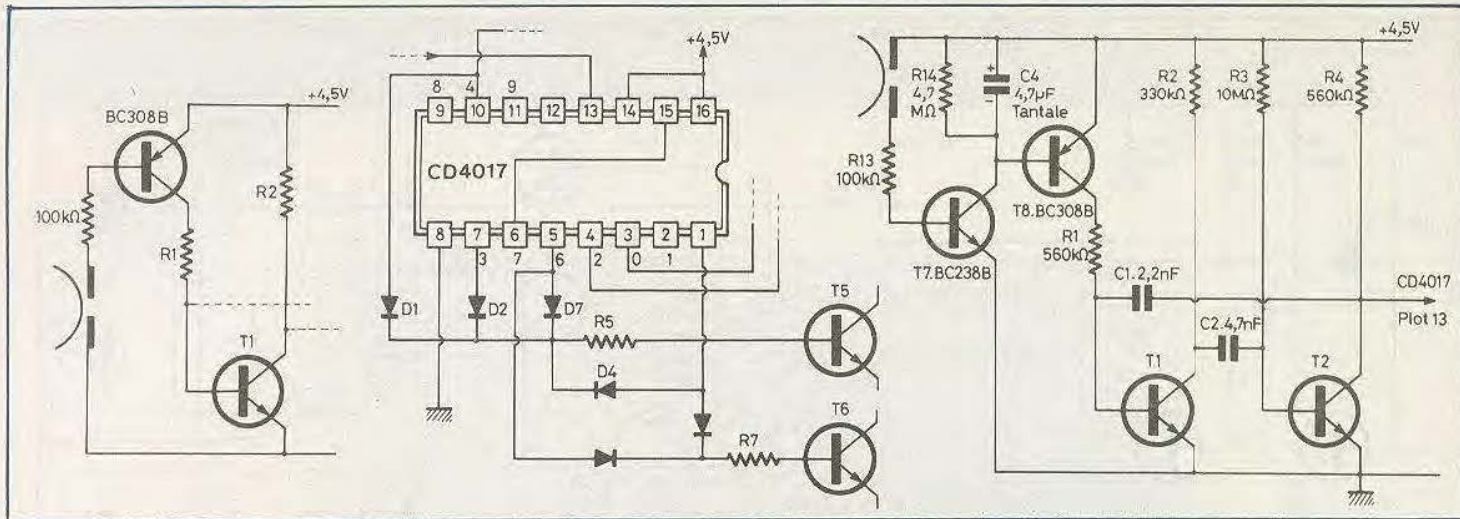 BC308B
+4,5V
100kΩ
R1
R2
T1
+4,5V
8 4 9
9 10 11 12 13 14 15 16
CD4017
8 7 6 5 4 3 2 1
3 7 6 2 0 1
D1
D2
D7
R5
T5
D4
R7
T6
+4,5V
R14
4,7
MΩ
+
C4
4,7µF
−
Tantale
R2
330kΩ
R3
10MΩ
R4
560kΩ
R13
100kΩ
T8.BC308B
T7.BC238B
R1
560kΩ
C1.2,2nF
CD4017
Plot 13
C2.4,7nF
T1
T2